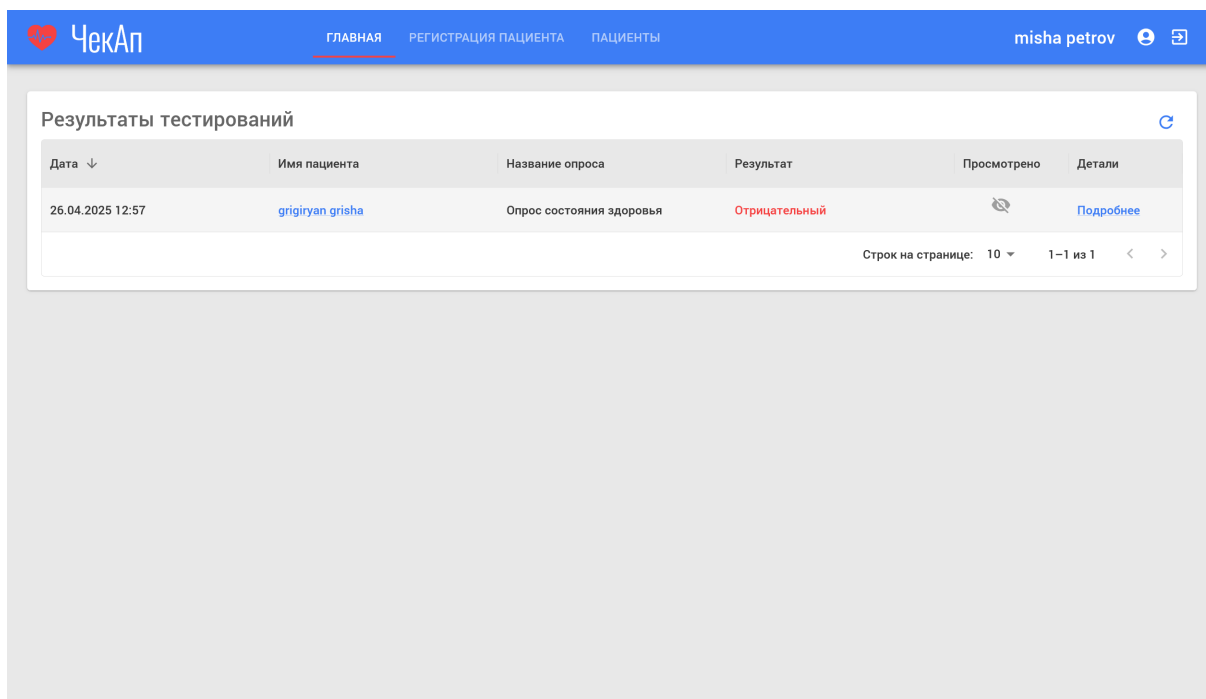 ЧекАп ГЛАВНАЯ РЕГИСТРАЦИЯ ПАЦИЕНТА ПАЦИЕНТЫ misha petrov
Результаты тестирований
Дата Имя пациента Название опроса Результат Просмотрено Детали
26.04.2025 12:57 grigiryan grisha Опрос состояния здоровья Отрицательный Подробнее
Строк на странице: 10 1–1 из 1